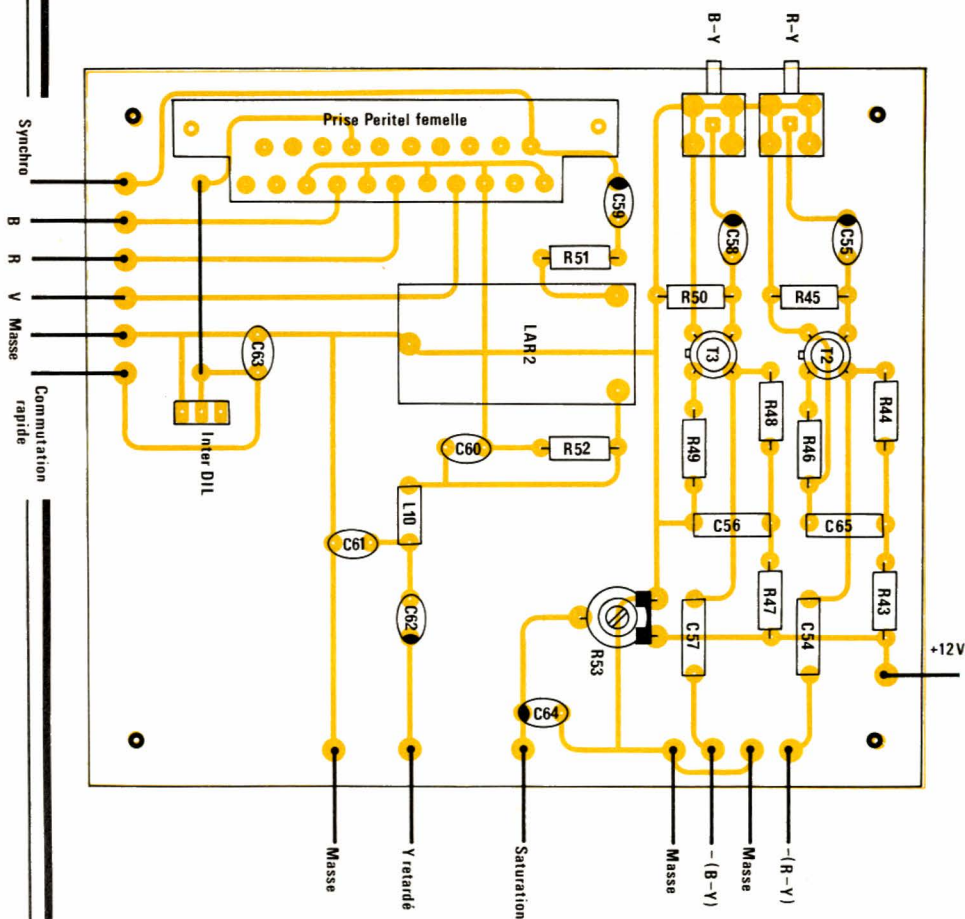 B-Y
R-Y
Prise Peritel femelle
Synchro
B
R
V
Masse
Commutation
rapide
C59
C58
C55
R51
R50
R45
LAR2
T3
T2
C63
Inter DIL
R48
R44
R49
R46
C60
R52
L10
C56
C65
C61
C62
R47
R43
R53
C57
C54
+12V
C64
Masse
Y retardé
Saturation
Masse
-(B-Y)
Masse
-(R-Y)